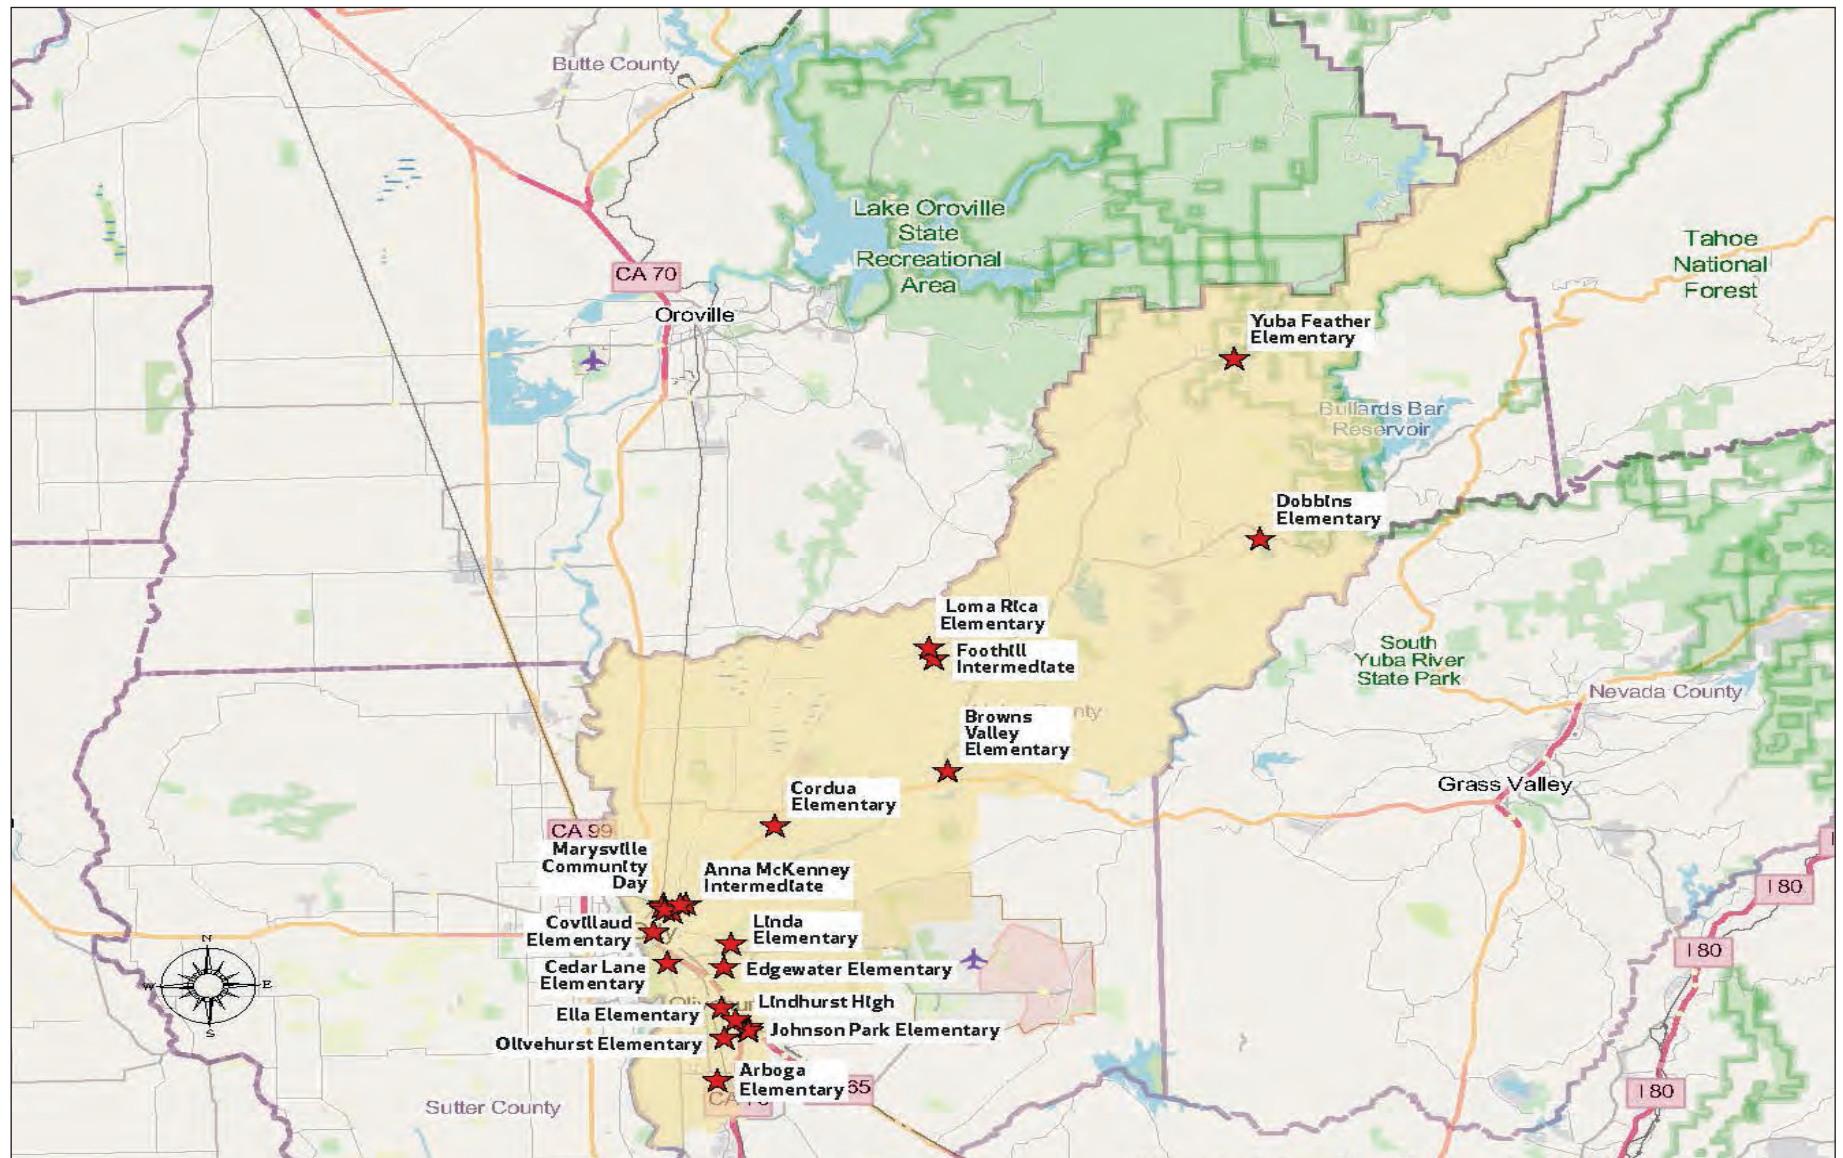 Butte County
Lake Oroville
State
Recreational
Area
Tahoe
National
Forest
CA 70
Oroville
Yuba Feather
Elementary
Bullards Bar
Reservoir
Dobbins
Elementary
Loma Rica
Elementary
Foothill
Intermediate
South
Yuba River
State Park
Nevada County
Browns
Valley
Elementary
Grass Valley
Cordua
Elementary
CA 99
Marysville
Community
Day
Anna McKenney
Intermediate
I 80
Covillaud
Elementary
Linda
Elementary
I 80
N
W
E
S
Cedar Lane
Elementary
Edgewater Elementary
Lindhurst High
Ella Elementary
Johnson Park Elementary
Olivehurst Elementary
Arboga
Elementary
65
I 80
Sutter County